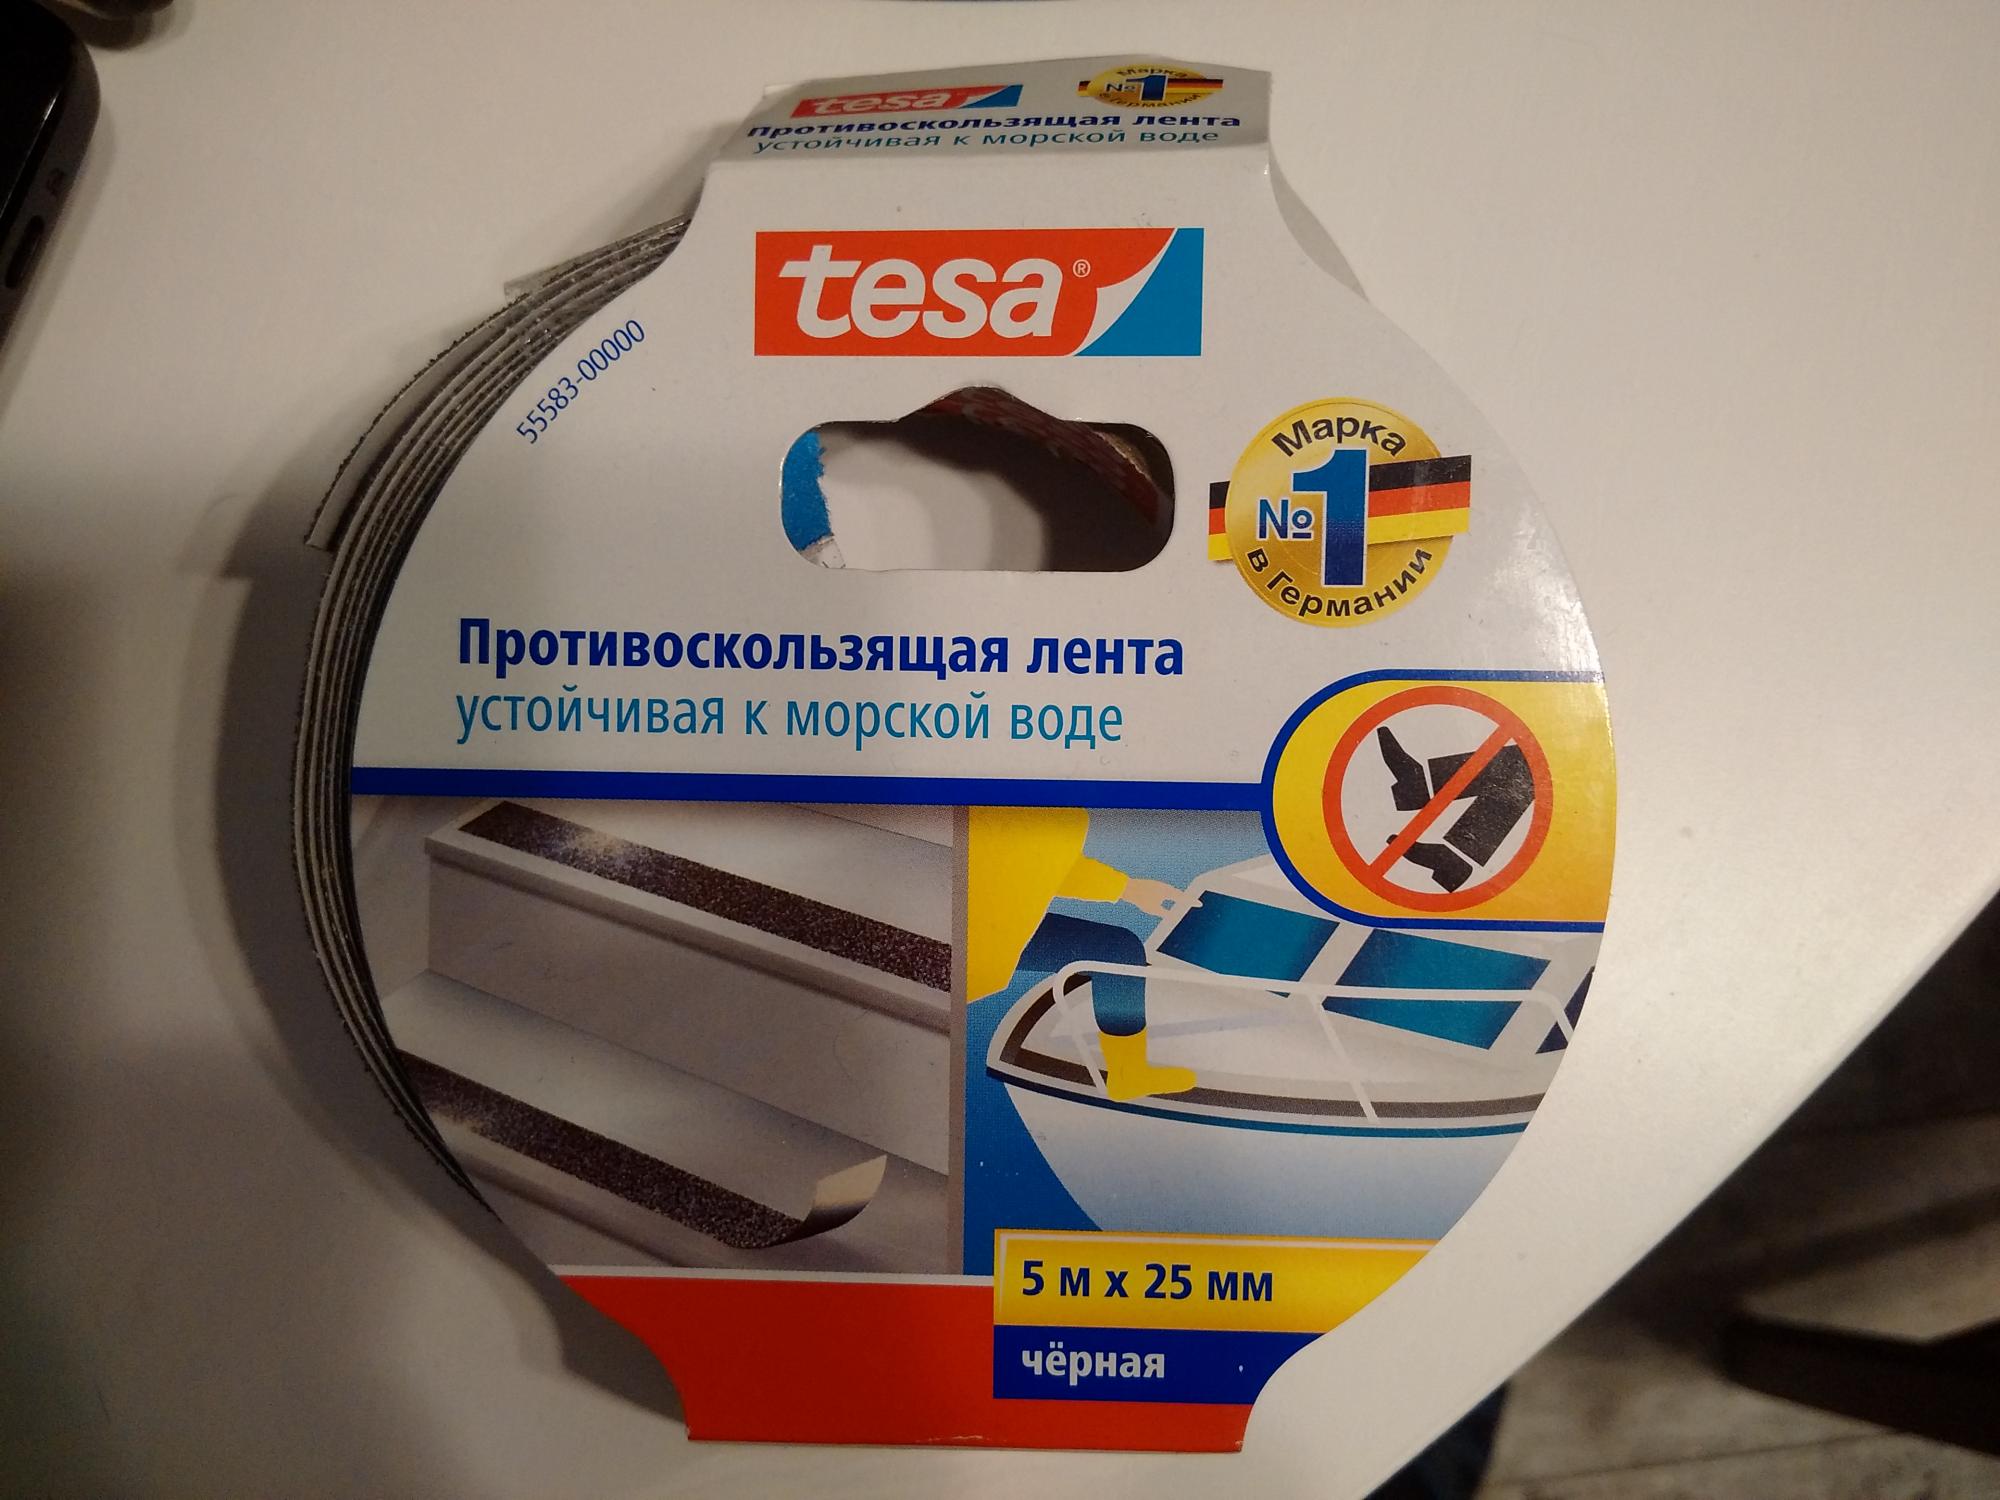 tesa
Марка
№1
в Германии
Противоскользящая лента
устойчивая к морской воде
tesa®
55583-00000
Марка
№1
в Германии
Противоскользящая лента
устойчивая к морской воде
5 м x 25 мм
чёрная